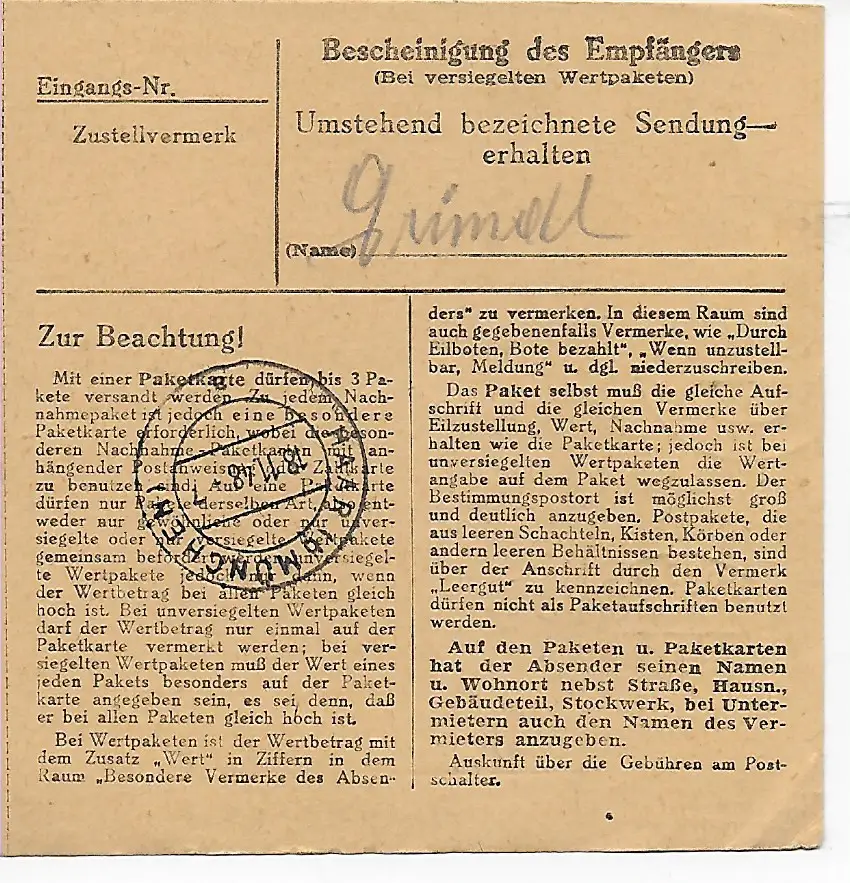 Eingangs-Nr.
Zustellvermerk
Bescheinigung des Empfängers
(Bei versiegelten Wertpaketen)
Umstehend bezeichnete Sendung—
erhalten
(Name)
Zur Beachtung!
Mit einer Paketkarte dürfen bis 3 Pa-
kete versandt werden. Zu jedem Nach-
nahmepaket ist jedoch eine besondere
Paketkarte erforderlich, wobei die beson-
deren Nachnahme-Paketkarten mit an-
hängender Postanweisung oder Zahlkarte
zu benutzen sind. Auf eine Paketkarte
dürfen nur Pakete derselben Art, also ent-
weder nur gewöhnliche oder nur unver-
siegelte oder nur versiegelte Wertpakete
gemeinsam befördert werden, unversiegel-
te Wertpakete jedoch nur dann, wenn
der Wertbetrag bei allen Paketen gleich
hoch ist. Bei unversiegelten Wertpaketen
darf der Wertbetrag nur einmal auf der
Paketkarte vermerkt werden; bei ver-
siegelten Wertpaketen muß der Wert eines
jeden Pakets besonders auf der Paket-
karte angegeben sein, es sei denn, daß
er bei allen Paketen gleich hoch ist.
Bei Wertpaketen ist der Wertbetrag mit
dem Zusatz „Wert" in Ziffern in dem
Raum „Besondere Vermerke des Absen-
ders" zu vermerken. In diesem Raum sind
auch gegebenenfalls Vermerke, wie „Durch
Eilboten, Bote bezahlt", „Wenn unzustell-
bar, Meldung" u. dgl. niederzuschreiben.
Das Paket selbst muß die gleiche Auf-
schrift und die gleichen Vermerke über
Eilzustellung, Wert, Nachnahme usw. er-
halten wie die Paketkarte; jedoch ist bei
unversiegelten Wertpaketen die Wert-
angabe auf dem Paket wegzulassen. Der
Bestimmungspostort ist möglichst groß
und deutlich anzugeben. Postpakete, die
aus leeren Schachteln, Kisten, Körben oder
andern leeren Behältnissen bestehen, sind
über der Anschrift durch den Vermerk
„Leergut" zu kennzeichnen. Paketkarten
dürfen nicht als Paketaufschriften benutzt
werden.
Auf den Paketen u. Paketkarten
hat der Absender seinen Namen
u. Wohnort nebst Straße, Hausn.,
Gebäudeteil, Stockwerk, bei Unter-
mietern auch den Namen des Ver-
mieters anzugeben.
Auskunft über die Gebühren am Post-
schalter.
HAAR b. MÜNCHEN
18.11.48.-7